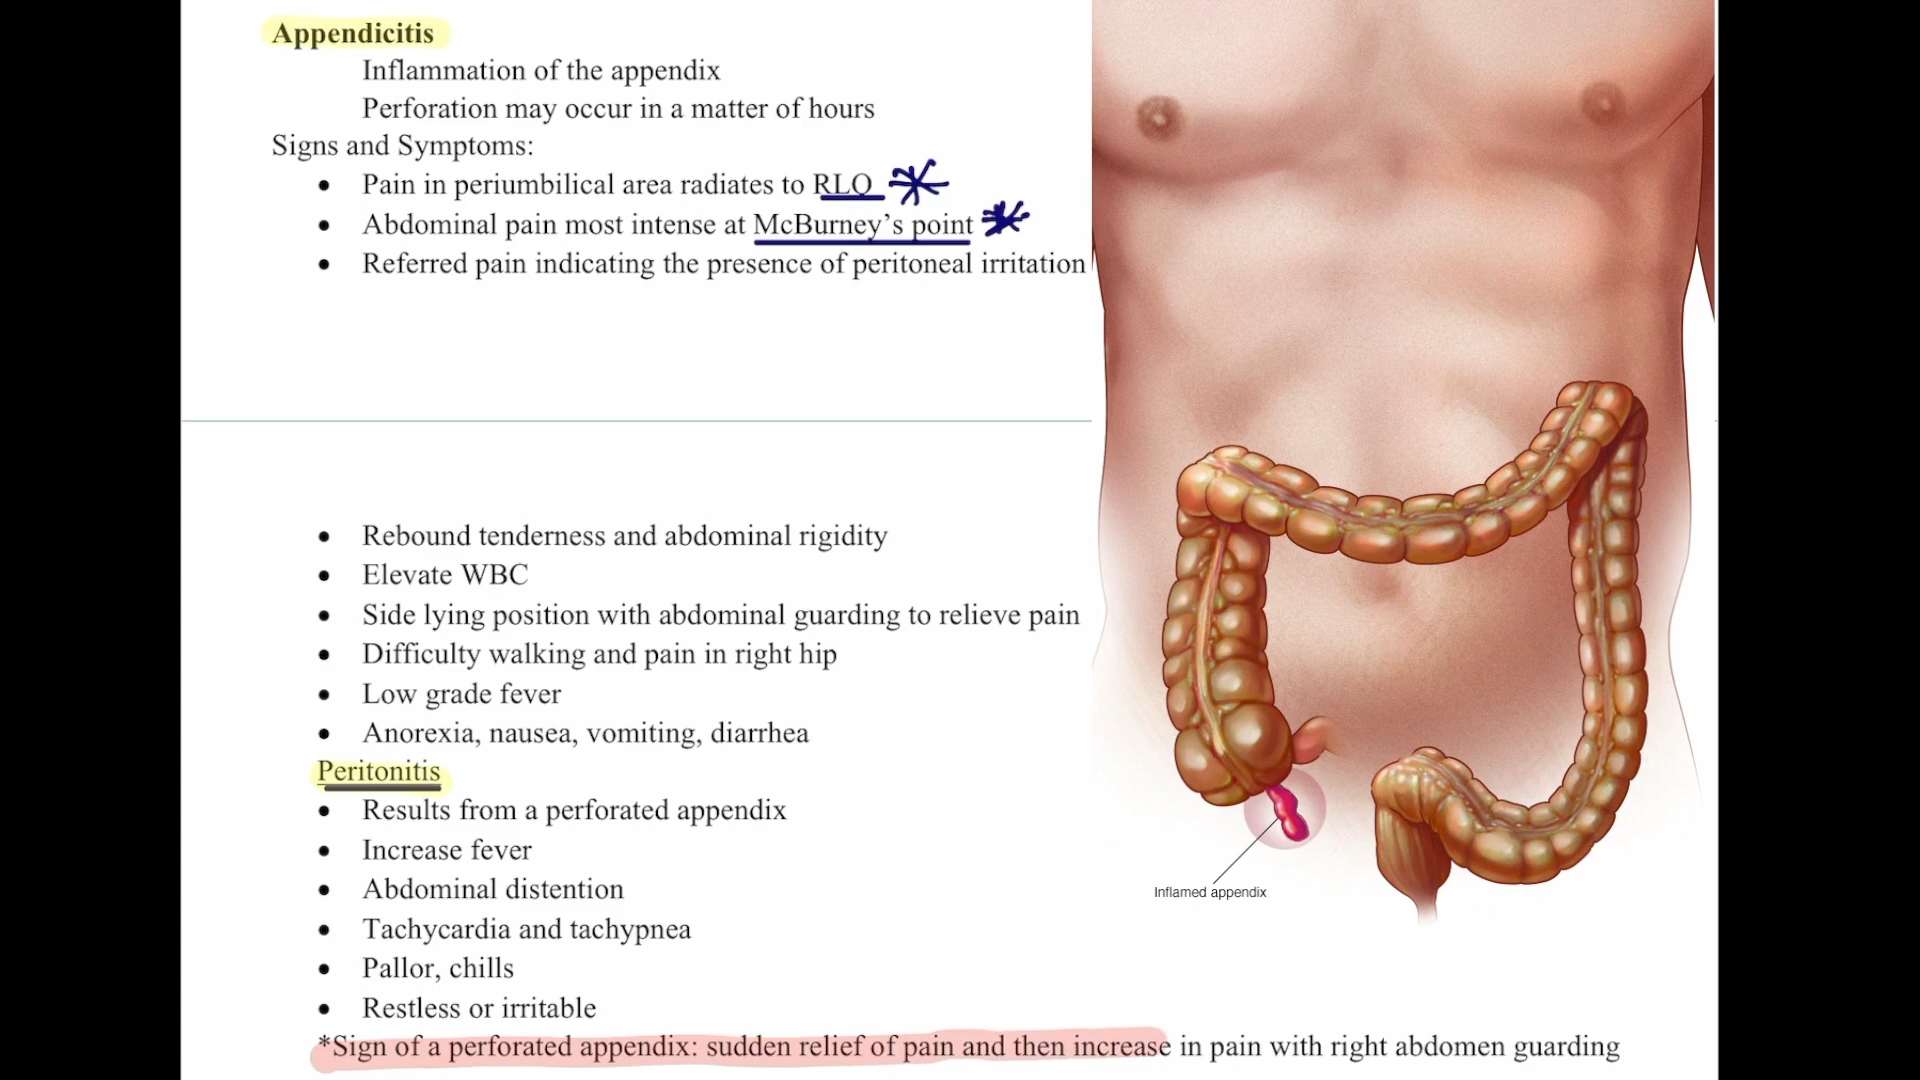 Appendicitis
Inflammation of the appendix
Perforation may occur in a matter of hours
Signs and Symptoms:
• Pain in periumbilical area radiates to RLQ
• Abdominal pain most intense at McBurney’s point
• Referred pain indicating the presence of peritoneal irritation
• Rebound tenderness and abdominal rigidity
• Elevate WBC
• Side lying position with abdominal guarding to relieve pain
• Difficulty walking and pain in right hip
• Low grade fever
• Anorexia, nausea, vomiting, diarrhea
Peritonitis
• Results from a perforated appendix
• Increase fever
• Abdominal distention
• Tachycardia and tachypnea
• Pallor, chills
• Restless or irritable
*Sign of a perforated appendix: sudden relief of pain and then increase in pain with right abdomen guarding
Inflamed appendix